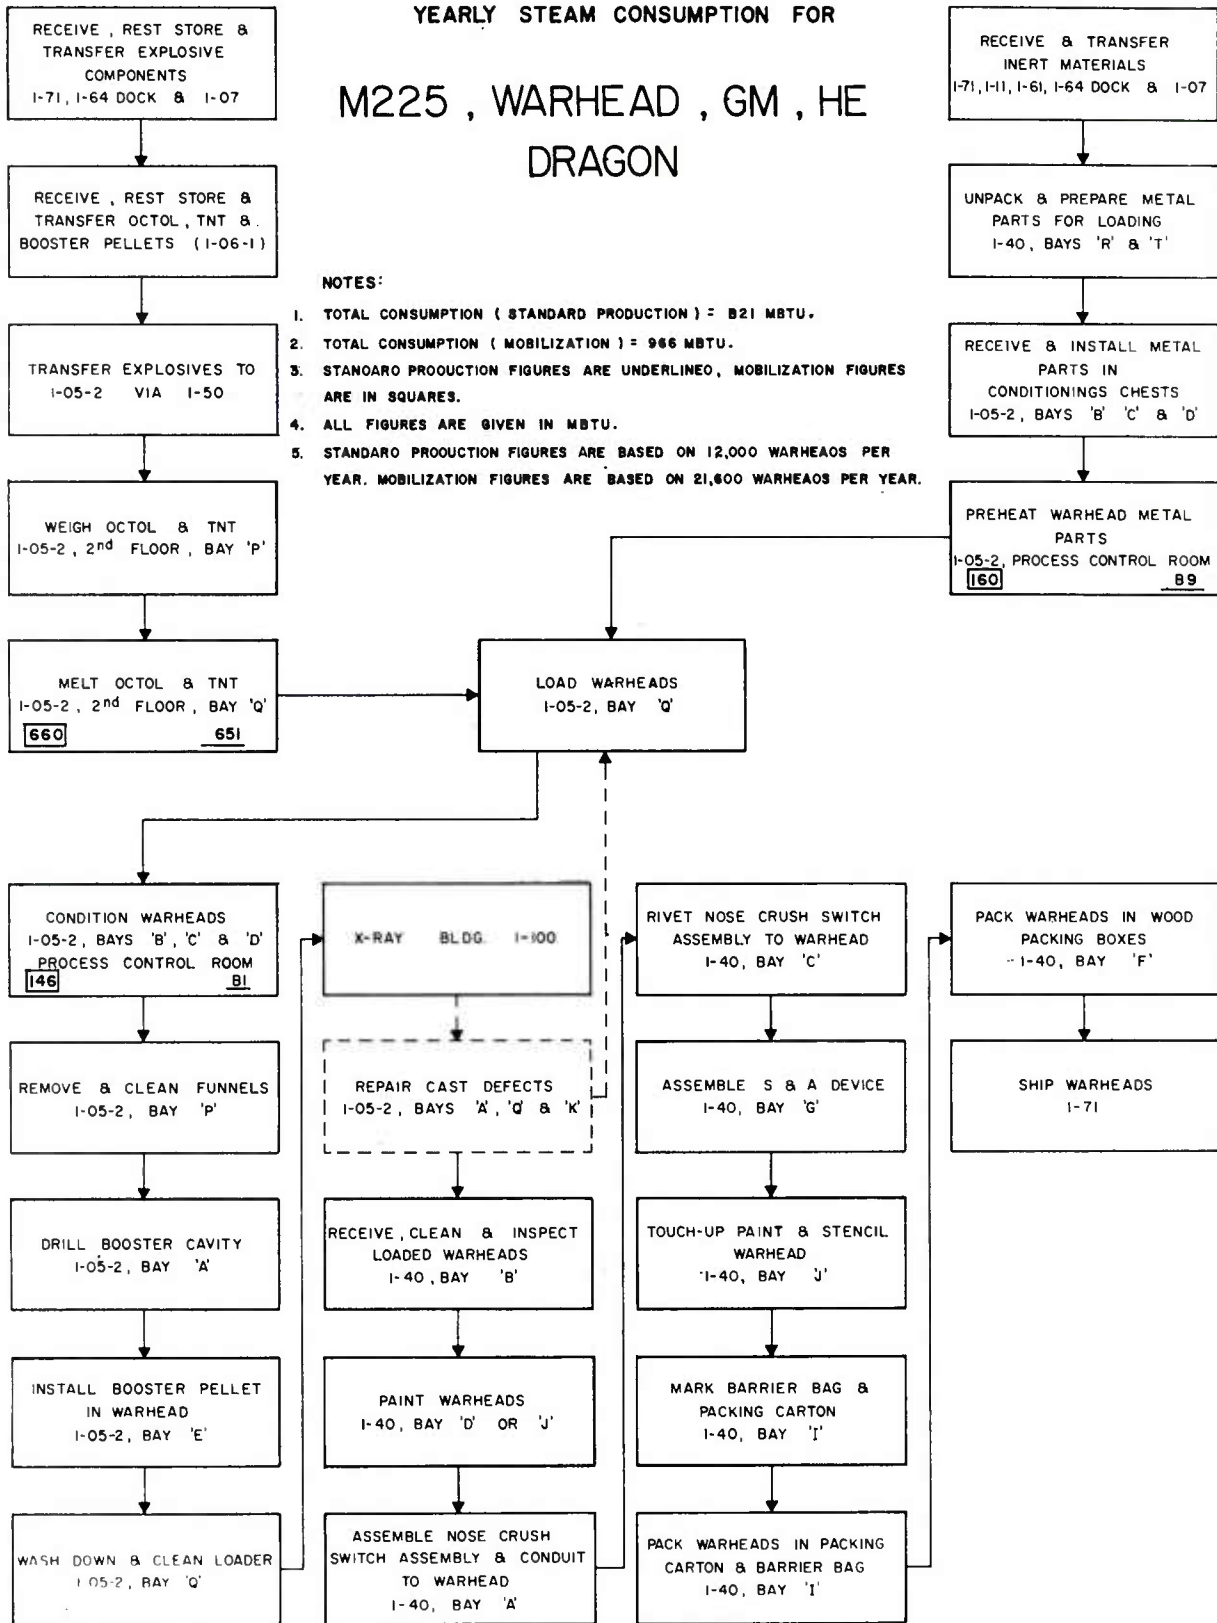 YEARLY STEAM CONSUMPTION FOR
M225, WARHEAD, GM, HE
DRAGON
RECEIVE, REST STORE &
TRANSFER EXPLOSIVE
COMPONENTS
1-71, 1-64 DOCK & 1-07
RECEIVE, REST STORE &
TRANSFER OCTOL, TNT &
BOOSTER PELLETS (1-06-1)
TRANSFER EXPLOSIVES TO
1-05-2 VIA 1-50
WEIGH OCTOL & TNT
1-05-2, 2nd FLOOR, BAY 'P'
MELT OCTOL & TNT
1-05-2, 2nd FLOOR, BAY 'Q'
660 651
NOTES:
1. TOTAL CONSUMPTION (STANDARD PRODUCTION) = 821 MBTU.
2. TOTAL CONSUMPTION (MOBILIZATION) = 966 MBTU.
3. STANDARD PRODUCTION FIGURES ARE UNDERLINED, MOBILIZATION FIGURES
ARE IN SQUARES.
4. ALL FIGURES ARE GIVEN IN MBTU.
5. STANDARD PRODUCTION FIGURES ARE BASED ON 12,000 WARHEADS PER
YEAR. MOBILIZATION FIGURES ARE BASED ON 21,600 WARHEADS PER YEAR.
RECEIVE & TRANSFER
INERT MATERIALS
1-71, 1-11, 1-61, 1-64 DOCK & 1-07
UNPACK & PREPARE METAL
PARTS FOR LOADING
1-40, BAYS 'R' & 'T'
RECEIVE & INSTALL METAL
PARTS IN
CONDITIONINGS CHESTS
1-05-2, BAYS 'B' 'C' & 'D'
PREHEAT WARHEAD METAL
PARTS
1-05-2, PROCESS CONTROL ROOM
160 89
LOAD WARHEADS
1-05-2, BAY 'Q'
CONDITION WARHEADS
1-05-2, BAYS 'B', 'C' & 'D'
PROCESS CONTROL ROOM
146 81
REMOVE & CLEAN FUNNELS
1-05-2, BAY 'P'
DRILL BOOSTER CAVITY
1-05-2, BAY 'A'
INSTALL BOOSTER PELLET
IN WARHEAD
1-05-2, BAY 'E'
WASH DOWN & CLEAN LOADER
1-05-2, BAY 'Q'
X-RAY BLDG. 1-100
REPAIR CAST DEFECTS
1-05-2, BAYS 'A', 'Q' & 'K'
RECEIVE, CLEAN & INSPECT
LOADED WARHEADS
1-40, BAY 'B'
PAINT WARHEADS
1-40, BAY 'D' OR 'J'
ASSEMBLE NOSE CRUSH
SWITCH ASSEMBLY & CONDUIT
TO WARHEAD
1-40, BAY 'A'
RIVET NOSE CRUSH SWITCH
ASSEMBLY TO WARHEAD
1-40, BAY 'C'
ASSEMBLE S & A DEVICE
1-40, BAY 'G'
TOUCH-UP PAINT & STENCIL
WARHEAD
1-40, BAY 'J'
MARK BARRIER BAG &
PACKING CARTON
1-40, BAY 'I'
PACK WARHEADS IN PACKING
CARTON & BARRIER BAG
1-40, BAY 'I'
PACK WARHEADS IN WOOD
PACKING BOXES
1-40, BAY 'F'
SHIP WARHEADS
1-71